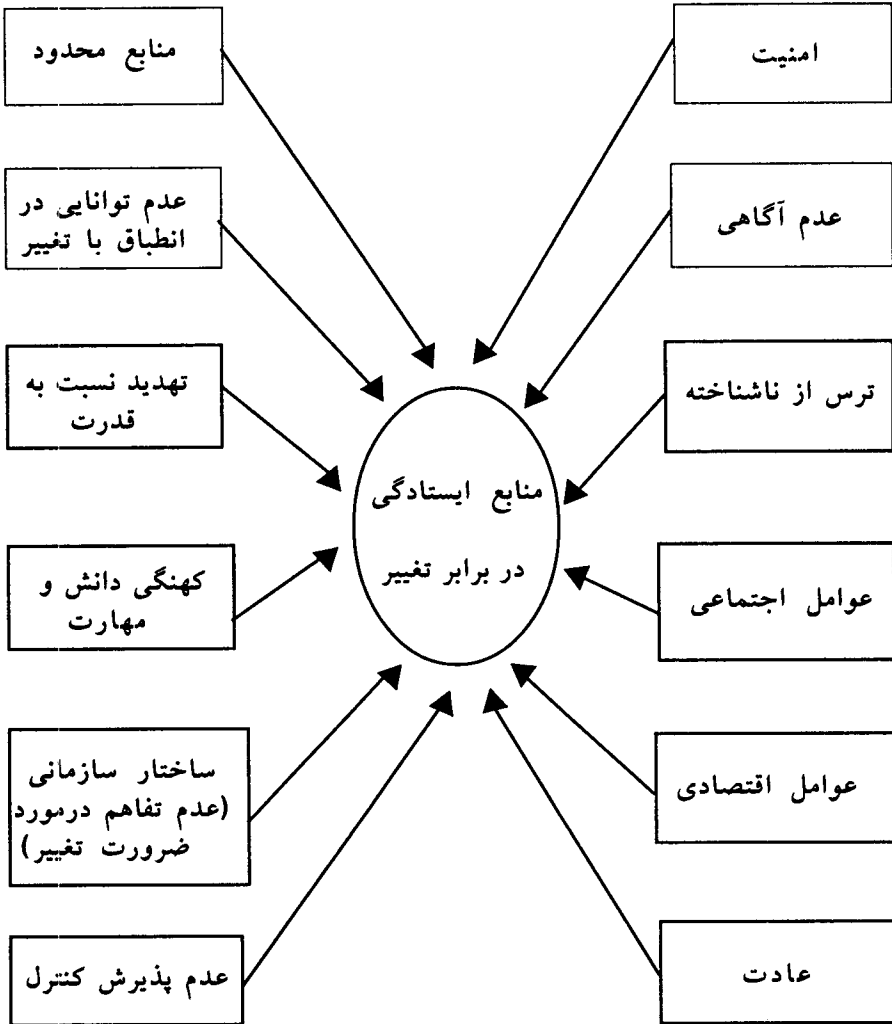 امنیت
منابع محدود
عدم آگاهی
عدم توانایی در
انطباق با تغییر
ترس از ناشناخته
تهدید نسبت به
قدرت
منابع ایستادگی
در برابر تغییر
عوامل اجتماعی
کهنگی دانش و
مهارت
عوامل اقتصادی
ساختار سازمانی
(عدم تفاهم درمورد
ضرورت تغییر)
عادت
عدم پذیرش کنترل